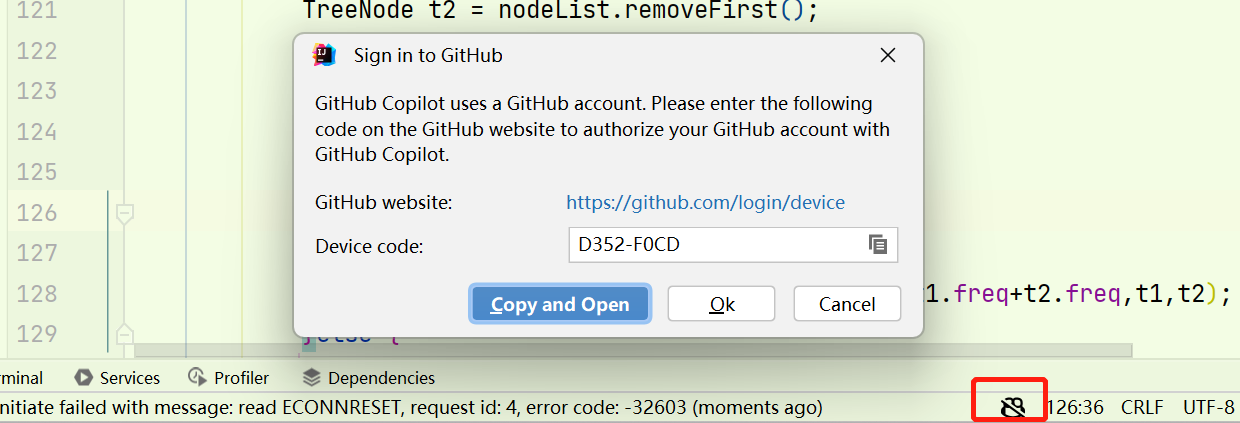 121
TreeNode t2 = nodeList.removeFirst();
122
Sign in to GitHub
123
GitHub Copilot uses a GitHub account. Please enter the following
code on the GitHub website to authorize your GitHub account with
GitHub Copilot.
124
125
126
GitHub website:
https://github.com/login/device
127
Device code:
D352-F0CD
128
1.freq+t2.freq,t1,t2);
Copy and Open
Ok
Cancel
129
}else {
rminal
Services
Profiler
Dependencies
nitiate failed with message: read ECONNRESET, request id: 4, error code: -32603 (moments ago)
126:36
CRLF
UTF-8